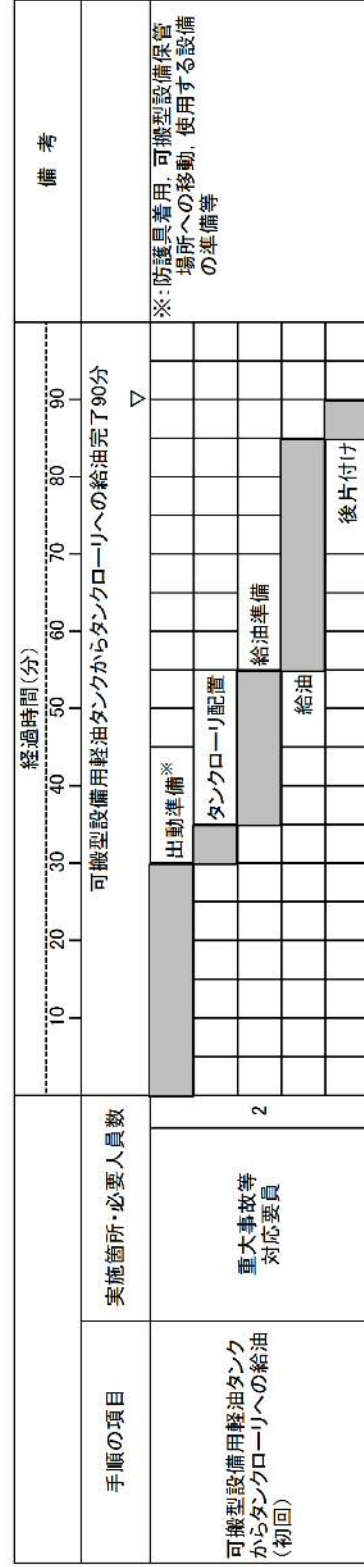 経過時間(分)
備 考
10 20 30 40 50 60 70 80 90
手順の項目
実施箇所・必要人員数
可搬型設備用軽油タンクからタンクローリへの給油完了90分
▽
可搬型設備用軽油タンク
からタンクローリへの給油
(初回)
重大事故等
対応要員
2
出動準備※
タンクローリ配置
給油準備
給油
後片付け
※:防護具着用,可搬型設備保管
場所への移動,使用する設備
の準備等